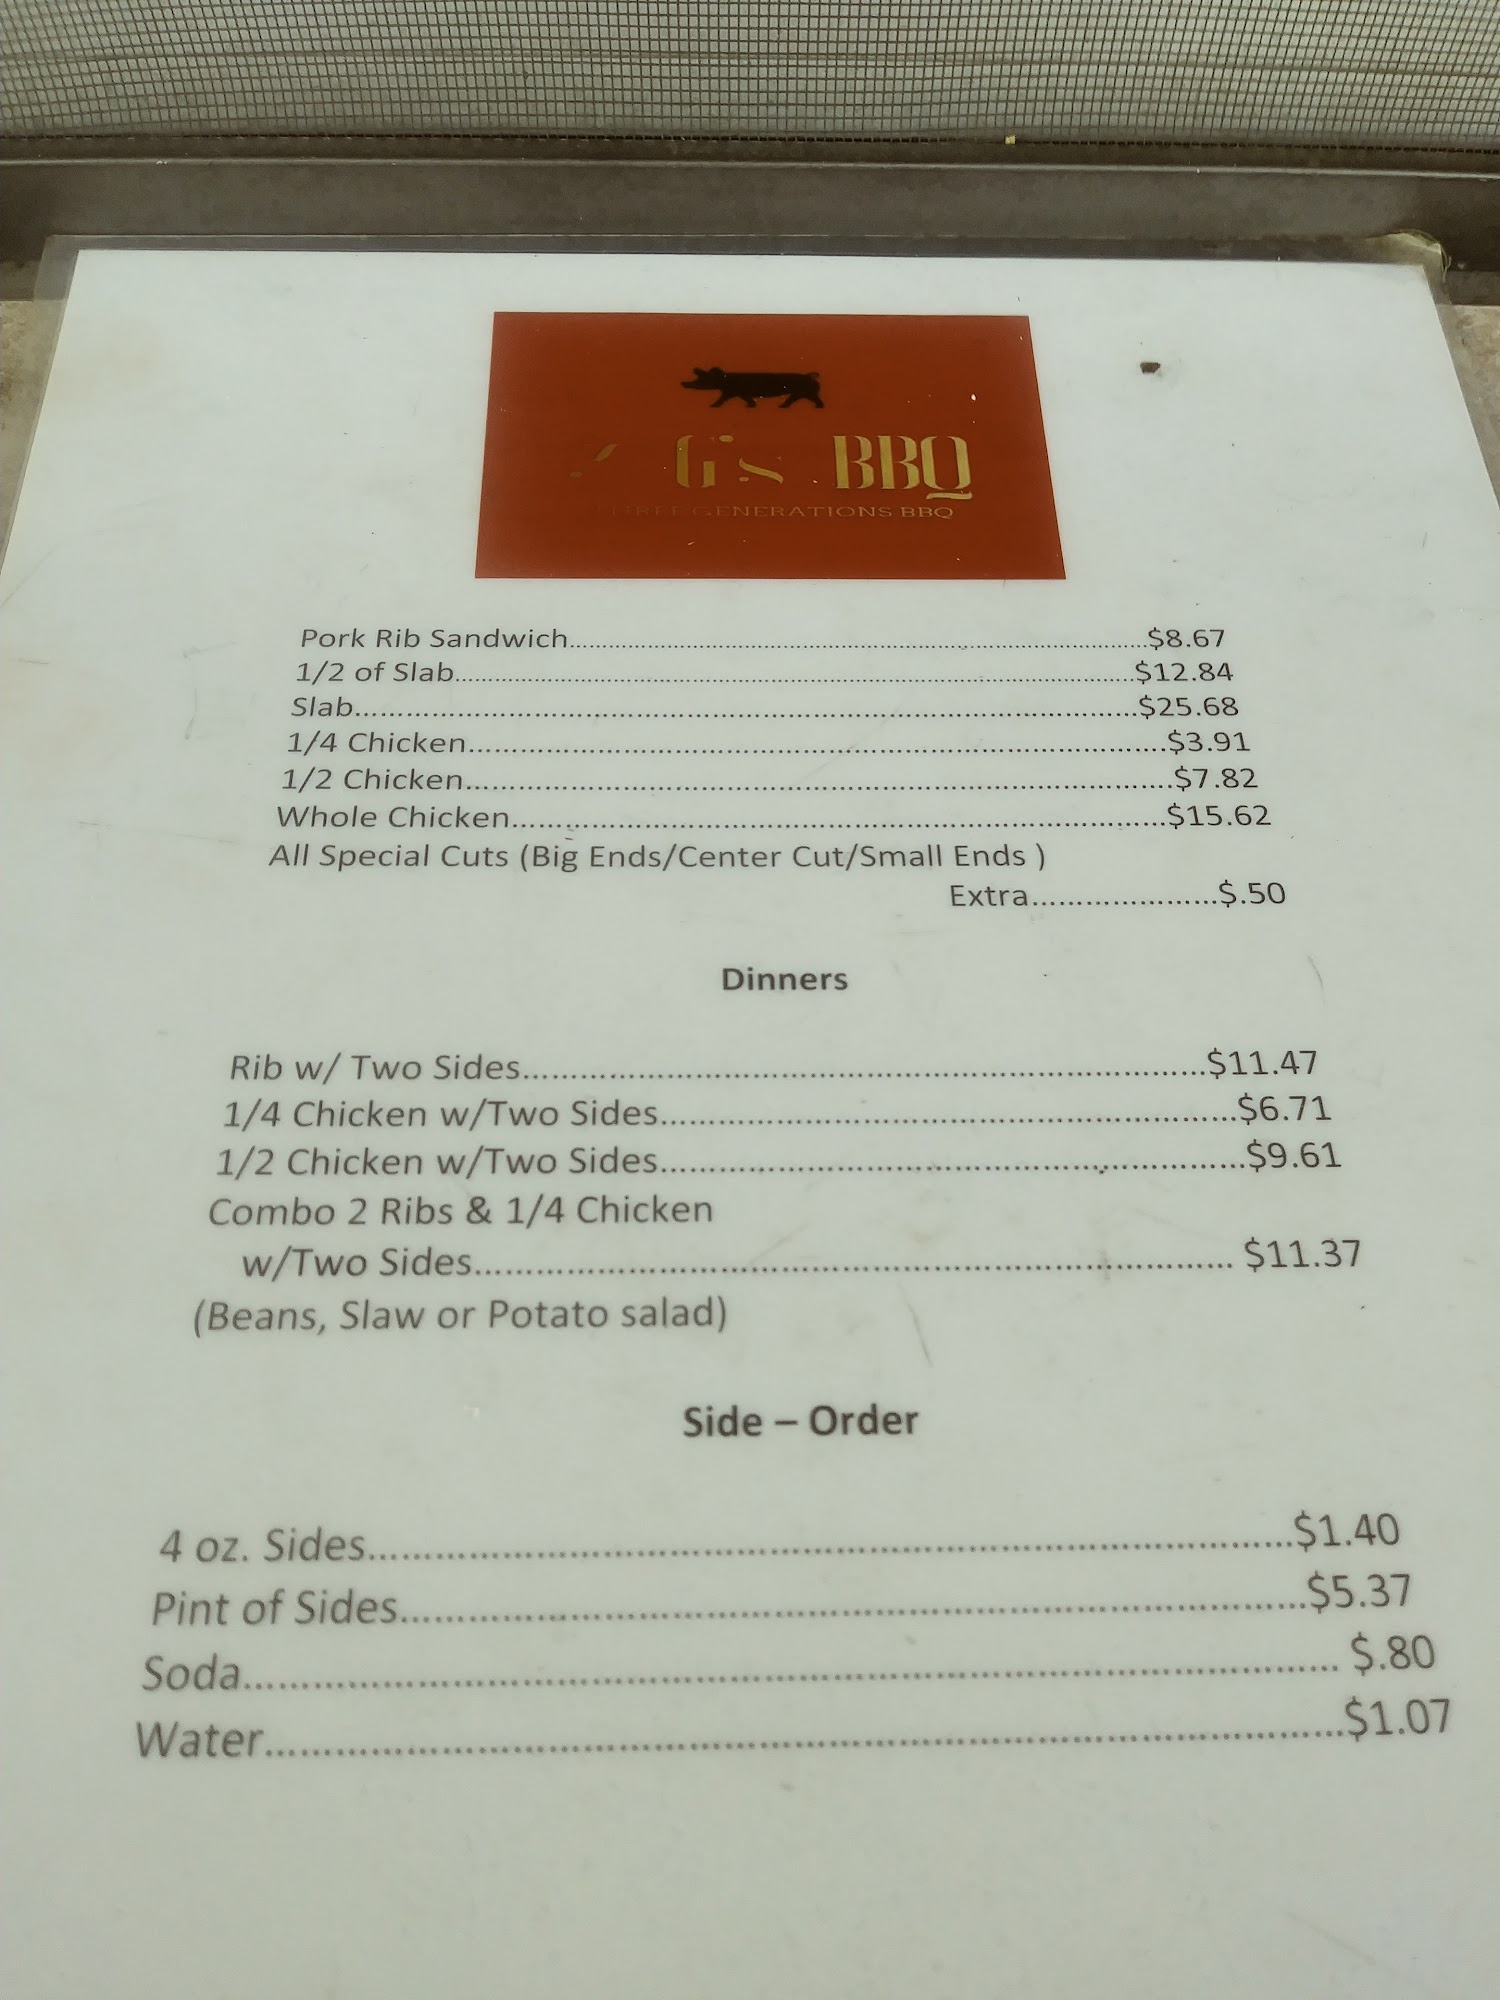 G's BBQ
THREE GENERATIONS BBQ
Pork Rib Sandwich....................$8.67
1/2 of Slab....................$12.84
Slab....................$25.68
1/4 Chicken....................$3.91
1/2 Chicken....................$7.82
Whole Chicken....................$15.62
All Special Cuts (Big Ends/Center Cut/Small Ends )
Extra....................$.50
Dinners
Rib w/ Two Sides....................$11.47
1/4 Chicken w/Two Sides....................$6.71
1/2 Chicken w/Two Sides....................$9.61
Combo 2 Ribs & 1/4 Chicken
w/Two Sides.................... $11.37
(Beans, Slaw or Potato salad)
Side – Order
4 oz. Sides....................$1.40
Pint of Sides....................$5.37
Soda.................... $.80
Water....................$1.07